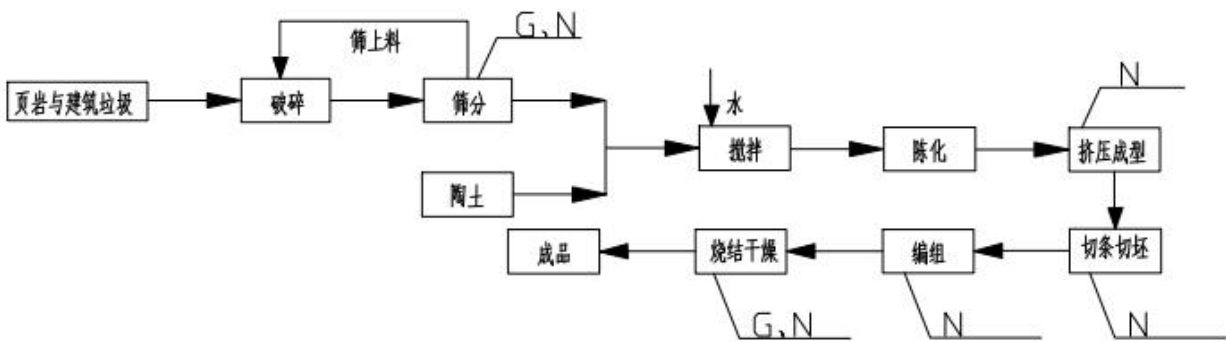 G、N
筛上料
页岩与建筑垃圾
破碎
筛分
水
N
搅拌
陈化
挤压成型
陶土
成品
烧结干燥
编组
切条切坯
G、N
N
N